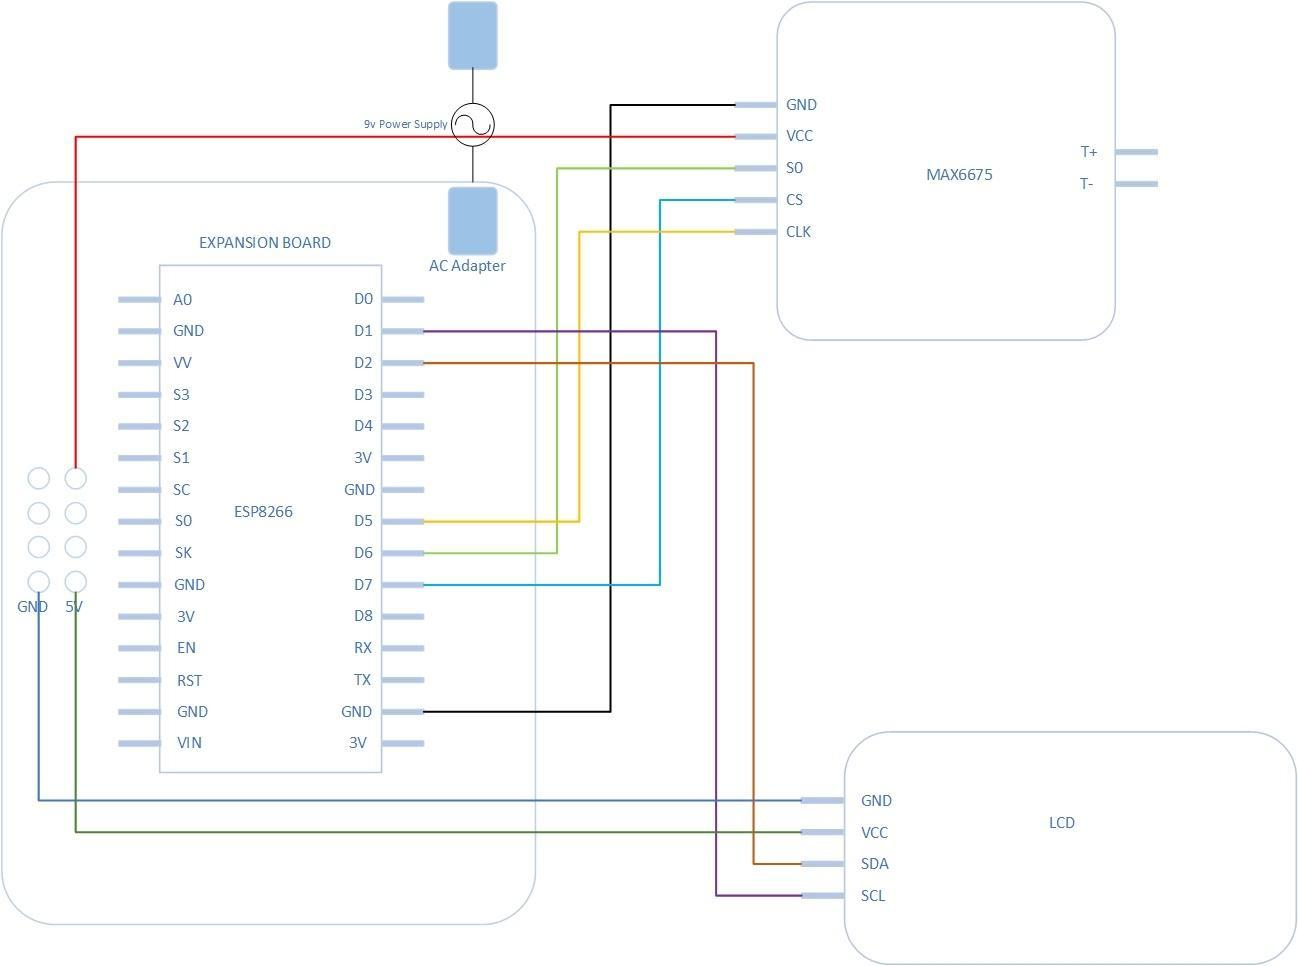 9v Power Supply
AC Adapter
EXPANSION BOARD
ESP8266
A0
GND
VV
S3
S2
S1
SC
S0
SK
GND
3V
EN
RST
GND
VIN
D0
D1
D2
D3
D4
3V
GND
D5
D6
D7
D8
RX
TX
GND
3V
GND 5V
MAX6675
GND
VCC
S0
CS
CLK
T+
T-
LCD
GND
VCC
SDA
SCL